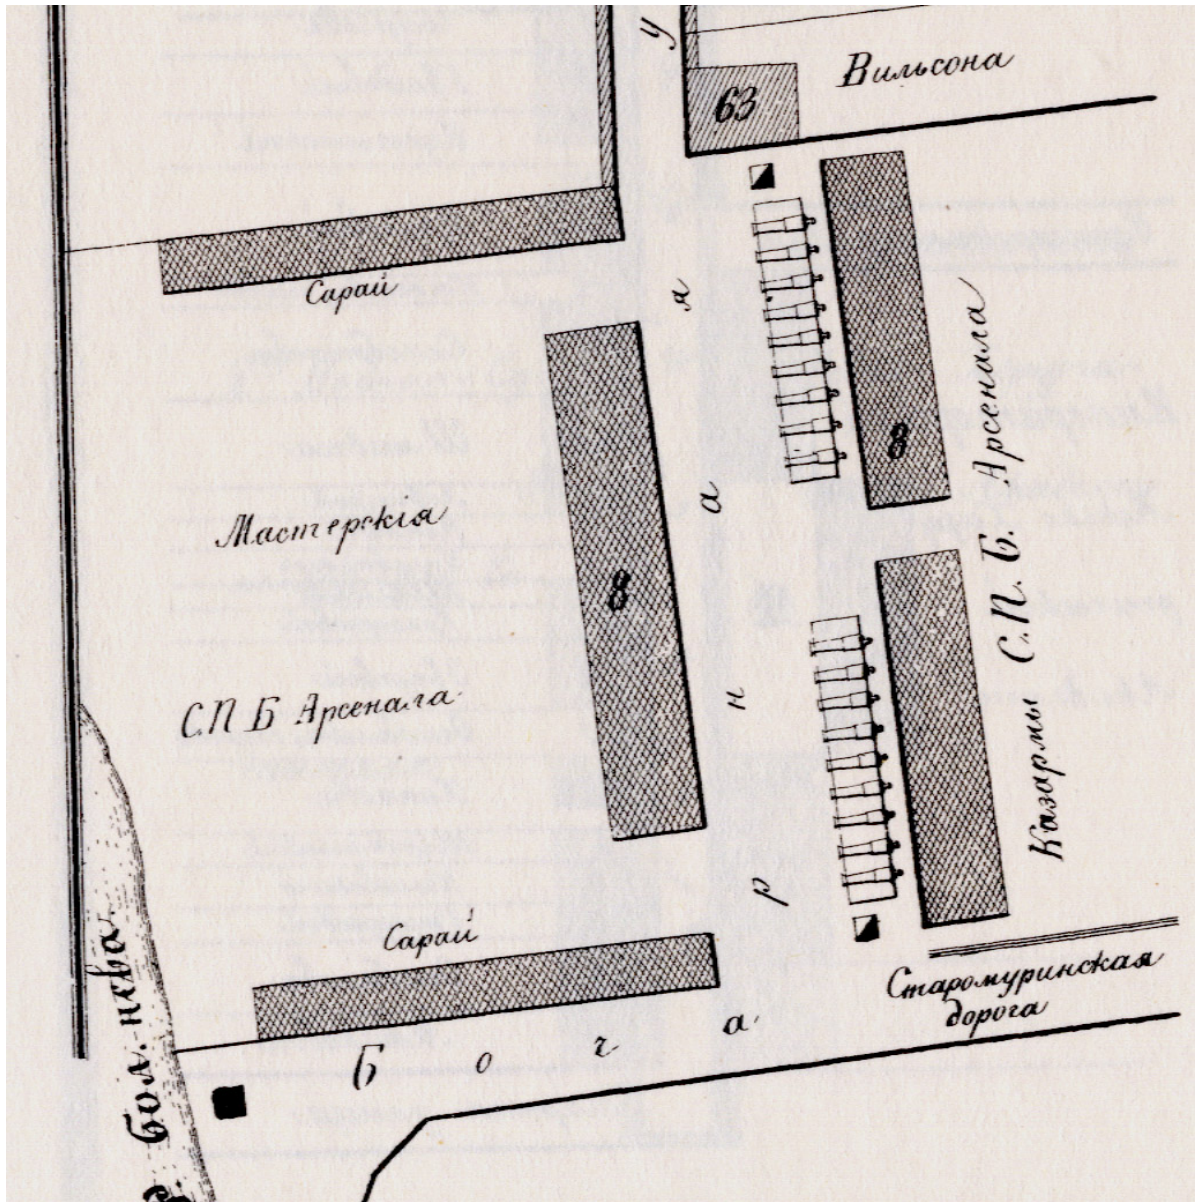 Вильсона
63
Сарай
8
Казармы С. П. Б. Арсенала
Мастерскія
8
С.П Б Арсенала
Сарай
Старомуринская
дорога
Бол. нева